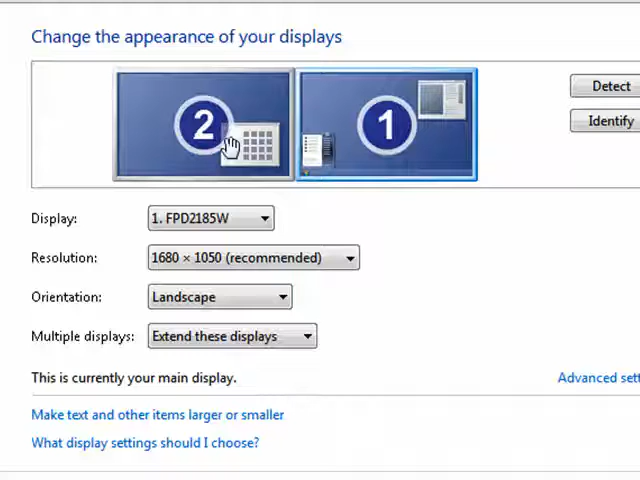 Change the appearance of your displays
2 1
Detect
Identify
Display: 1. FPD2185W
Resolution: 1680 × 1050 (recommended)
Orientation: Landscape
Multiple displays: Extend these displays
This is currently your main display.
Advanced sett
Make text and other items larger or smaller
What display settings should I choose?